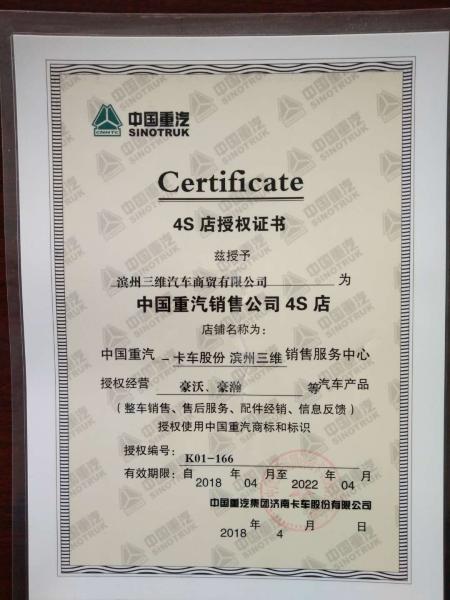 中国重汽
SINOTRUK
CNHTC
Certificate
4S 店授权证书
兹授予
滨州三维汽车商贸有限公司 为
中国重汽销售公司 4S 店
店铺名称为：
中国重汽 – 卡车股份 滨州三维 销售服务中心
授权经营 豪沃、豪瀚 等汽车产品
（整车销售、售后服务、配件经销、信息反馈）
授权使用中国重汽商标和标识
授权编号： K01-166
有效期限：自 2018 年 04 月至 2022 年 04 月
中国重汽集团济南卡车股份有限公司
2018 年 4 月 日